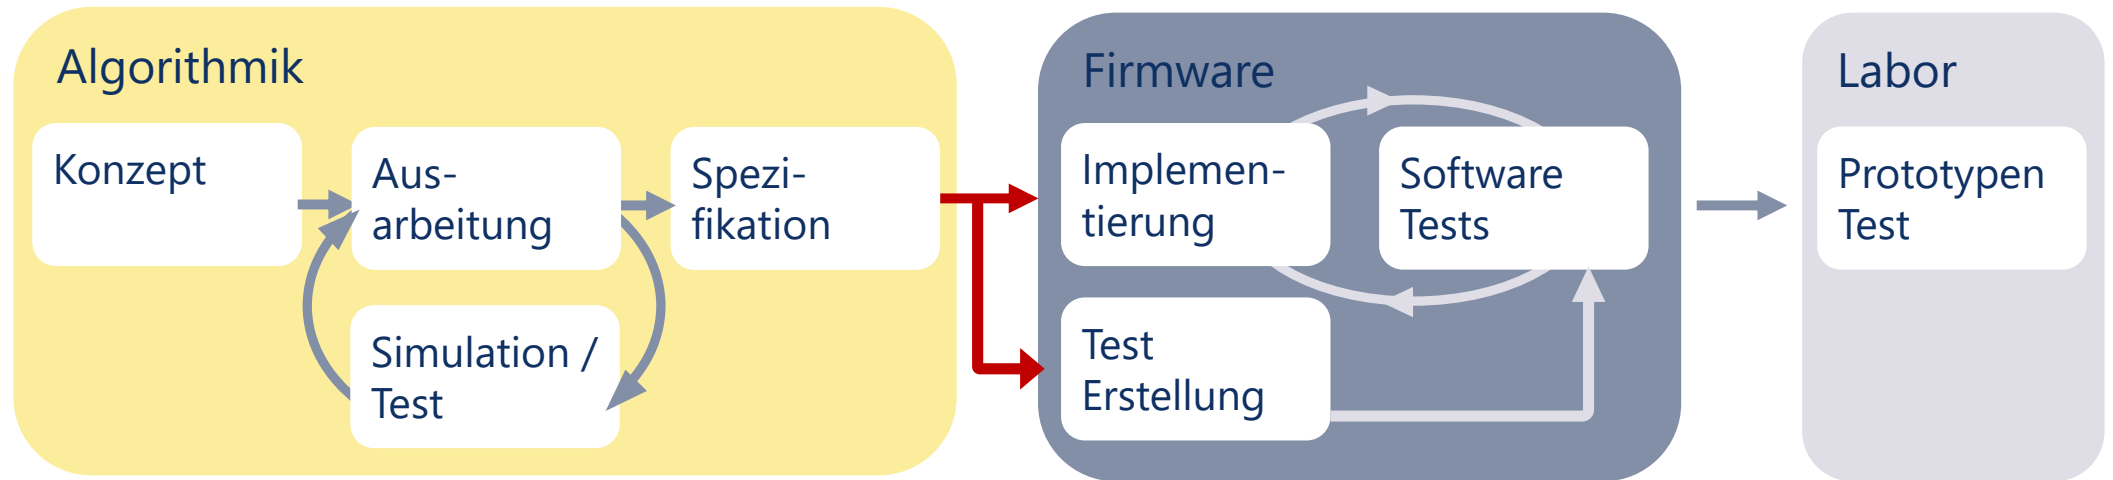 Algorithmik
Konzept
Aus-
arbeitung
Spezi-
fikation
Simulation /
Test
Firmware
Implemen-
tierung
Software
Tests
Test
Erstellung
Labor
Prototypen
Test